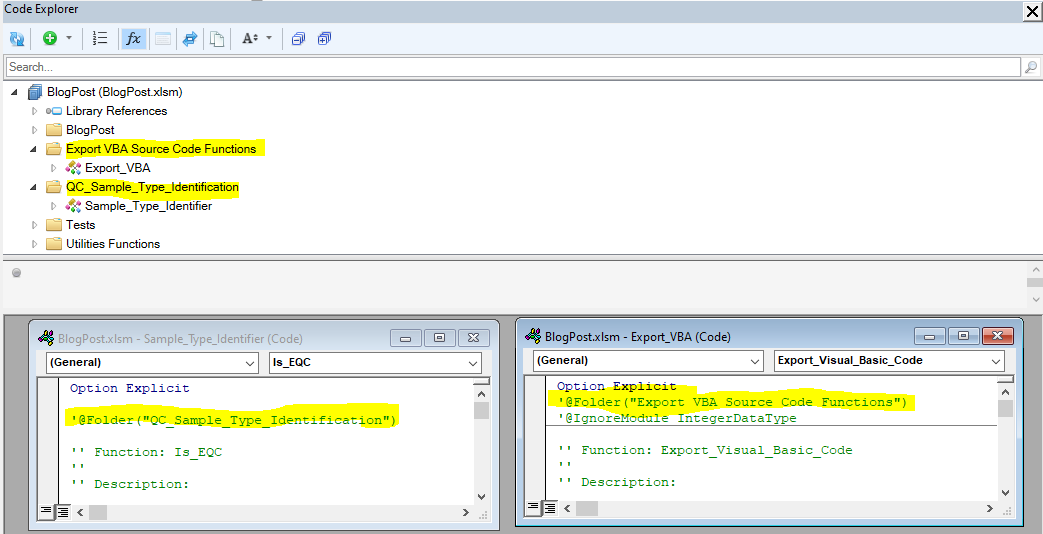 Code Explorer
fx
A
Search...
BlogPost (BlogPost.xlsm)
Library References
BlogPost
Export VBA Source Code Functions
Export_VBA
QC_Sample_Type_Identification
Sample_Type_Identifier
Tests
Utilities Functions
BlogPost.xlsm - Sample_Type_Identifier (Code)
(General)
Is_EQC
Option Explicit
'@Folder("QC_Sample_Type_Identification")
'' Function: Is_EQC
''
'' Description:
BlogPost.xlsm - Export_VBA (Code)
(General)
Export_Visual_Basic_Code
Option Explicit
'@Folder("Export VBA Source Code Functions")
'@IgnoreModule IntegerDataType
'' Function: Export_Visual_Basic_Code
''
'' Description: